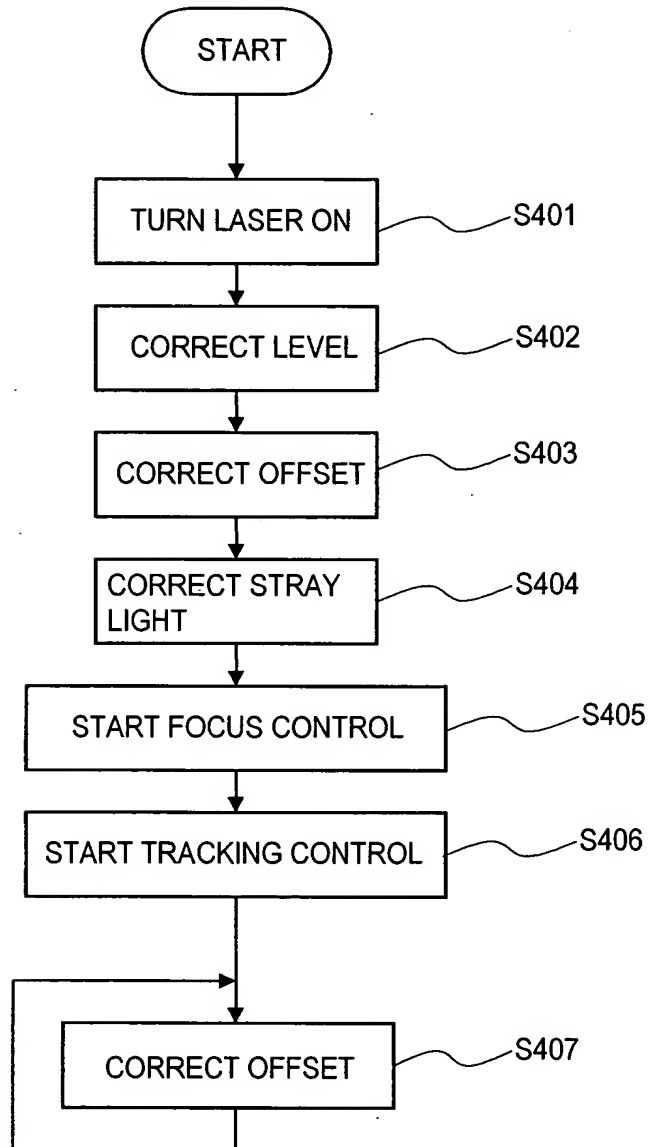 START
TURN LASER ON
S401
CORRECT LEVEL
S402
CORRECT OFFSET
S403
CORRECT STRAY
LIGHT
S404
START FOCUS CONTROL
S405
START TRACKING CONTROL
S406
CORRECT OFFSET
S407